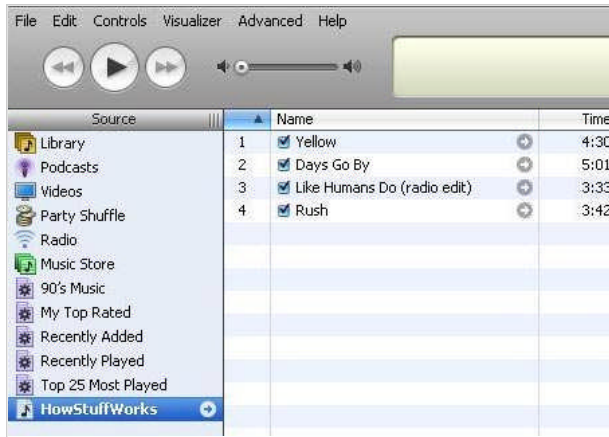 File Edit Controls Visualizer Advanced Help
Source Name Time
Library 1 Yellow 4:30
Podcasts 2 Days Go By 5:01
Videos 3 Like Humans Do (radio edit) 3:33
Party Shuffle 4 Rush 3:42
Radio
Music Store
90's Music
My Top Rated
Recently Added
Recently Played
Top 25 Most Played
HowStuffWorks